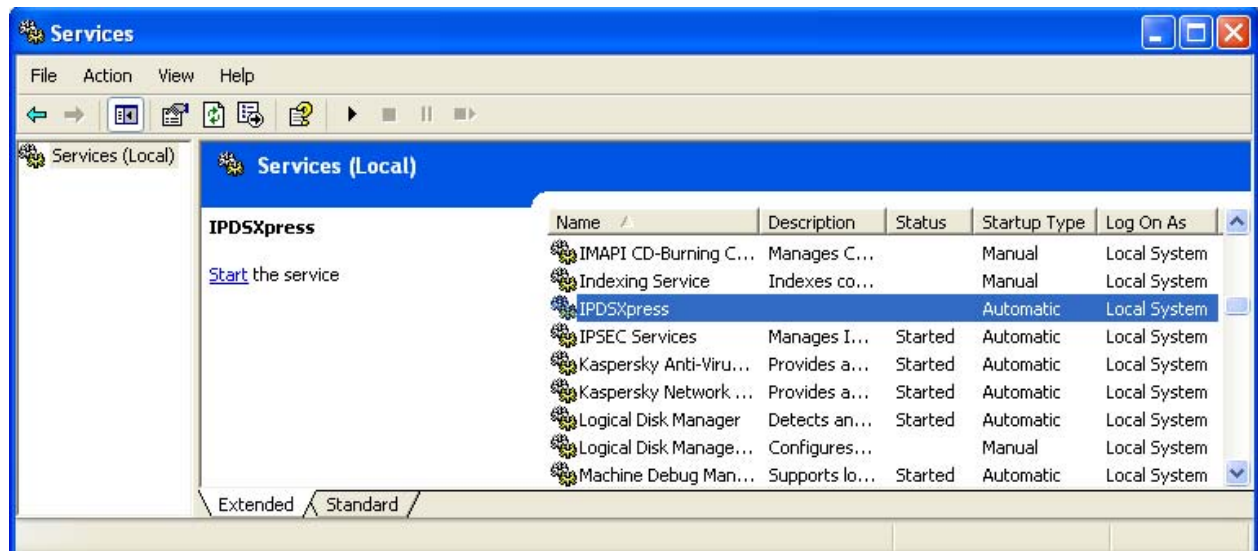 Services
File Action View Help
Services (Local)
Services (Local)
IPDSXpress
Start the service
Name Description Status Startup Type Log On As
IMAPI CD-Burning C... Manages C... Manual Local System
Indexing Service Indexes co... Manual Local System
IPDSXpress Automatic Local System
IPSEC Services Manages I... Started Automatic Local System
Kaspersky Anti-Viru... Provides a... Started Automatic Local System
Kaspersky Network ... Provides a... Started Automatic Local System
Logical Disk Manager Detects an... Started Automatic Local System
Logical Disk Manage... Configures... Manual Local System
Machine Debug Man... Supports lo... Started Automatic Local System
Extended Standard